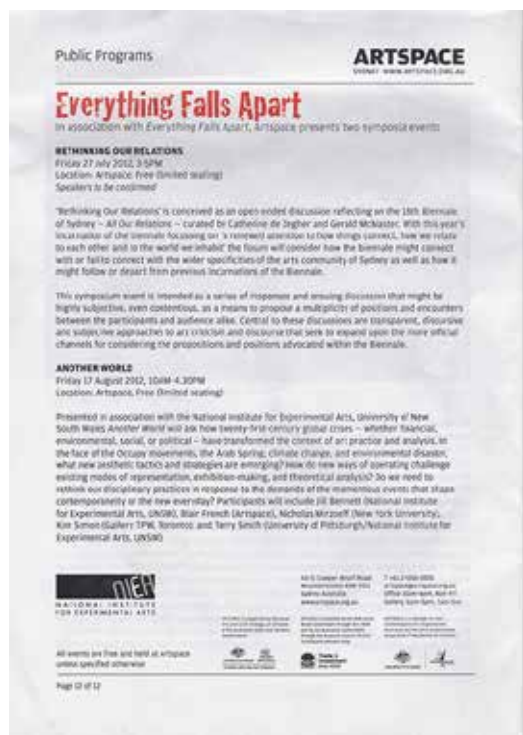 Public Programs
ARTSPACE
SYDNEY WWW.ARTSPACE.ORG.AU
Everything Falls Apart
In association with Everything Falls Apart, Artspace presents two symposia events
RETHINKING OUR RELATIONS
Friday 27 July 2012, 3-5PM
Location: Artspace, Free (limited seating)
Speakers to be confirmed
'Rethinking Our Relations' is conceived as an open-ended discussion reflecting on the 18th Biennale
of Sydney – All Our Relations – curated by Catherine de Zegher and Gerald McMaster. With this year's
incarnation of the biennale focussing on 'a renewed attention to how things connect, how we relate
to each other and to the world we inhabit' the forum will consider how the biennale might connect
with or fail to connect with the wider specificities of the arts community of Sydney as well as how it
might follow or depart from previous incarnations of the Biennale.
This symposium event is intended as a series of responses and ensuing discussion that might be
highly subjective, even contentious, as a means to propose a multiplicity of positions and encounters
between the participants and audience alike. Central to these discussions are transparent, discursive
and subjective approaches to art criticism and discourse that seek to expand upon the more official
channels for considering the propositions and positions advocated within the Biennale.
ANOTHER WORLD
Friday 17 August 2012, 10AM-4.30PM
Location: Artspace, Free (limited seating)
Presented in association with the National Institute for Experimental Arts, University of New
South Wales Another World will ask how twenty-first century global crises – whether financial,
environmental, social, or political – have transformed the context of art practice and analysis. In
the face of the Occupy movements, the Arab Spring, climate change, and environmental disaster,
what new aesthetic tactics and strategies are emerging? How do new ways of operating challenge
existing modes of representation, exhibition-making, and theoretical analysis? Do we need to
rethink our disciplinary practices in response to the demands of the momentous events that shape
contemporaneity or the new everyday? Participants will include Jill Bennett (National Institute
for Experimental Arts, UNSW), Blair French (Artspace), Nicholas Mirzoeff (New York University),
Kim Simon (Gallery TPW, Toronto) and Terry Smith (University of Pittsburgh/National Institute for
Experimental Arts, UNSW)
NIEA
NATIONAL INSTITUTE
FOR EXPERIMENTAL ARTS
43-51 Cowper Wharf Road
Sydney Australia
www.artspace.org.au
All events are free and held at Artspace
unless specified otherwise
Page 12 of 12